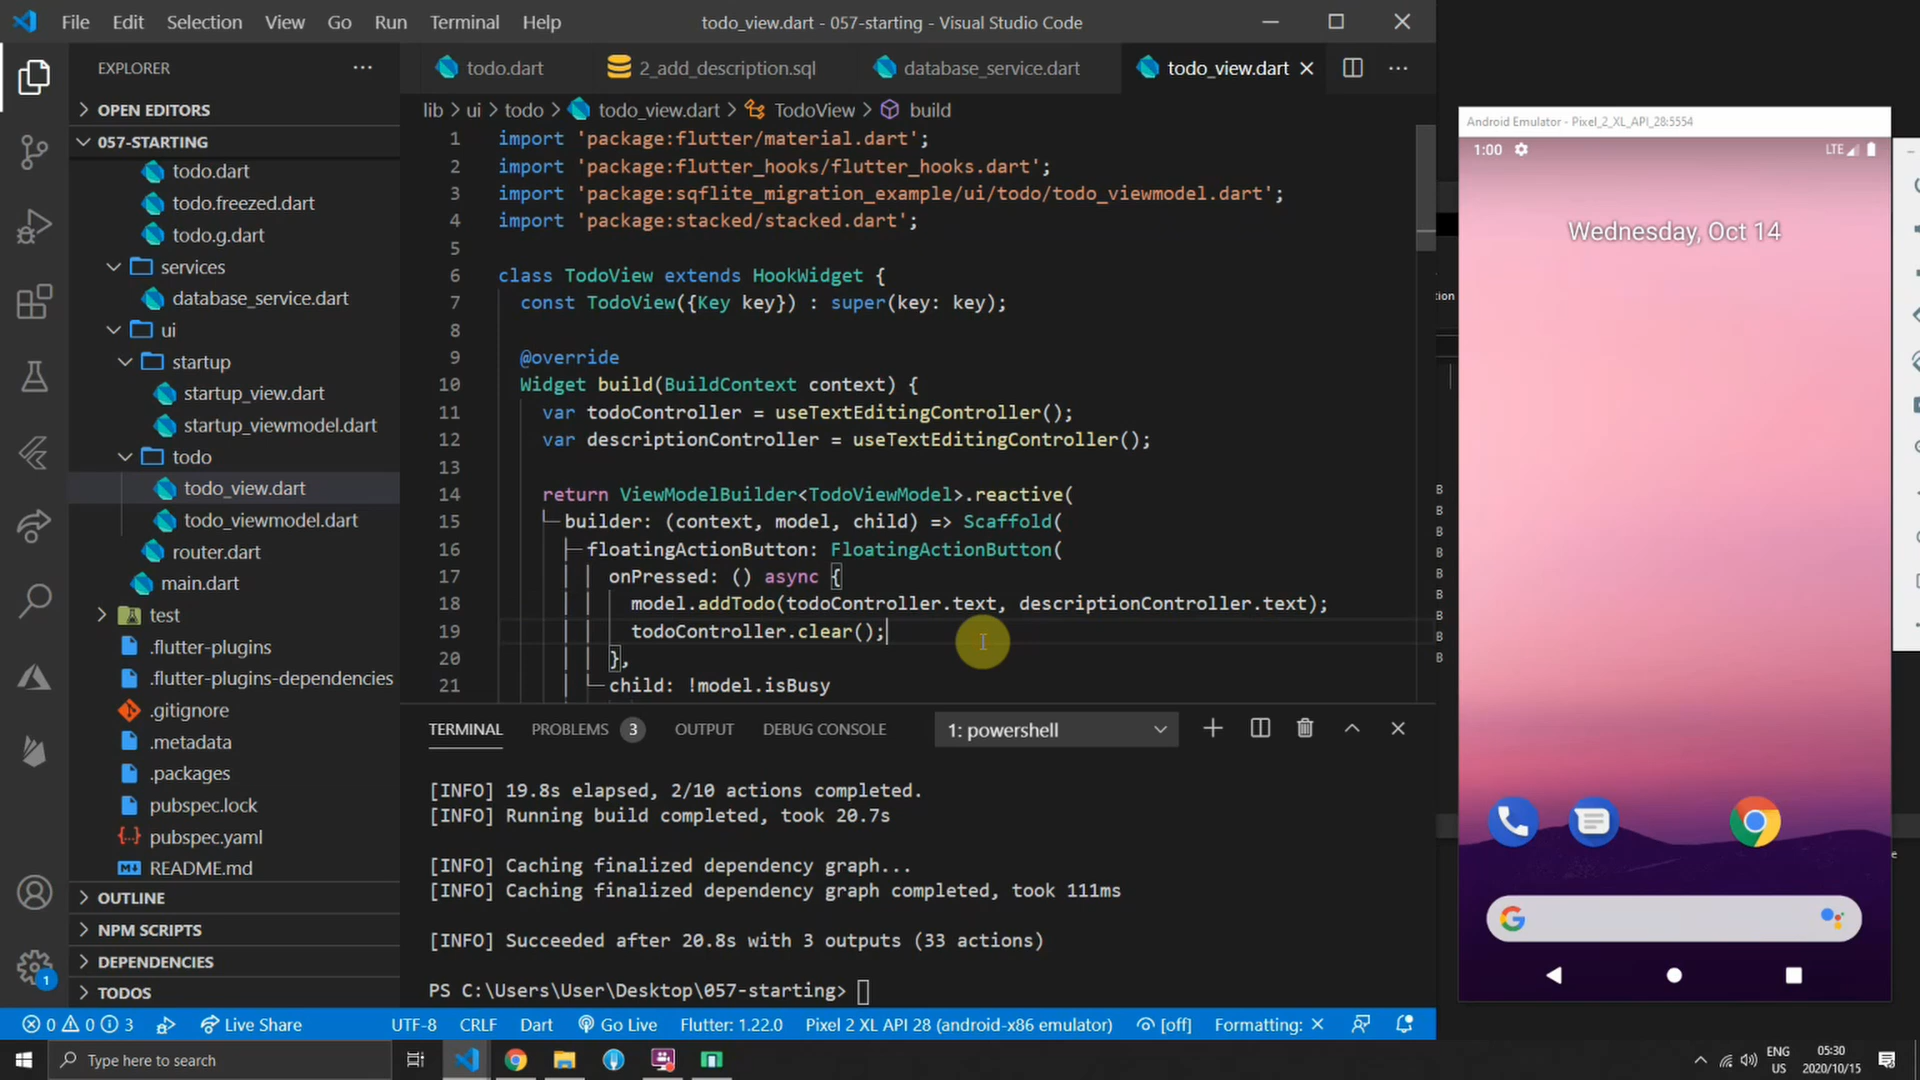 File Edit Selection View Go Run Terminal Help
todo_view.dart - 057-starting - Visual Studio Code
EXPLORER
OPEN EDITORS
057-STARTING
todo.dart
todo.freezed.dart
todo.g.dart
services
database_service.dart
ui
startup
startup_view.dart
startup_viewmodel.dart
todo
todo_view.dart
todo_viewmodel.dart
router.dart
main.dart
test
.flutter-plugins
.flutter-plugins-dependencies
.gitignore
.metadata
.packages
pubspec.lock
pubspec.yaml
README.md
OUTLINE
NPM SCRIPTS
DEPENDENCIES
TODOS
todo.dart 2_add_description.sql database_service.dart todo_view.dart
lib > ui > todo > todo_view.dart > TodoView > build
1 import 'package:flutter/material.dart';
2 import 'package:flutter_hooks/flutter_hooks.dart';
3 import 'package:sqflite_migration_example/ui/todo/todo_viewmodel.dart';
4 import 'package:stacked/stacked.dart';
5
6 class TodoView extends HookWidget {
7 const TodoView({Key key}) : super(key: key);
8
9 @override
10 Widget build(BuildContext context) {
11 var todoController = useTextEditingController();
12 var descriptionController = useTextEditingController();
13
14 return ViewModelBuilder<TodoViewModel>.reactive(
15 builder: (context, model, child) => Scaffold(
16 floatingActionButton: FloatingActionButton(
17 onPressed: () async {
18 model.addTodo(todoController.text, descriptionController.text);
19 todoController.clear();
20 },
21 child: !model.isBusy
TERMINAL PROBLEMS 3 OUTPUT DEBUG CONSOLE 1: powershell
[INFO] 19.8s elapsed, 2/10 actions completed.
[INFO] Running build completed, took 20.7s
[INFO] Caching finalized dependency graph...
[INFO] Caching finalized dependency graph completed, took 111ms
[INFO] Succeeded after 20.8s with 3 outputs (33 actions)
PS C:\Users\User\Desktop\057-starting>
1
0 0 3 Live Share UTF-8 CRLF Dart Go Live Flutter: 1.22.0 Pixel 2 XL API 28 (android-x86 emulator) [off] Formatting: ×
Android Emulator - Pixel_2_XL_API_28:5554
1:00 LTE
Wednesday, Oct 14
tion
B
B
B
B
B
B
B
B
B
Type here to search
ENG
US
05:30
2020/10/15